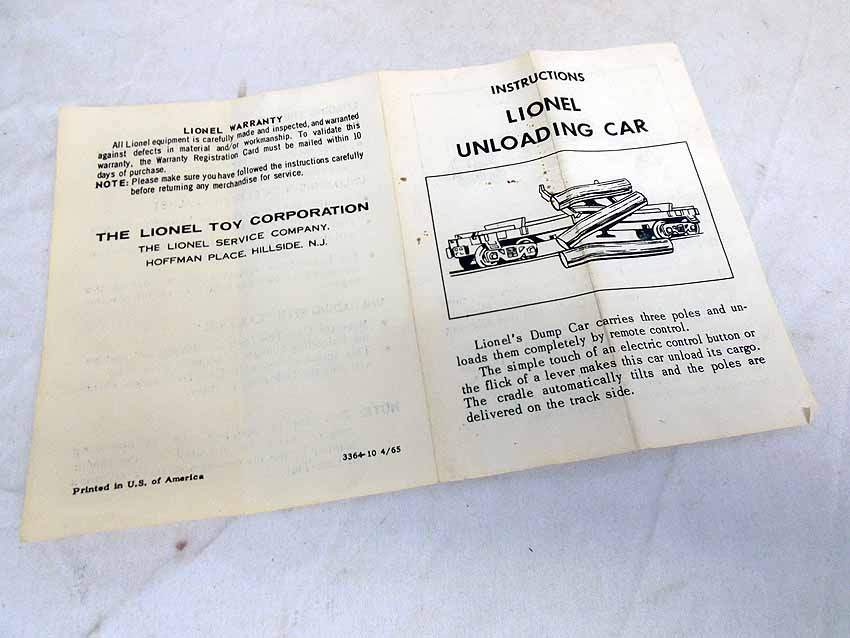 LIONEL WARRANTY
All Lionel equipment is carefully made and inspected, and warranted
against defects in material and/or workmanship. To validate this
warranty, the Warranty Registration Card must be mailed within 10
days of purchase.
NOTE: Please make sure you have followed the instructions carefully
before returning any merchandise for service.
THE LIONEL TOY CORPORATION
THE LIONEL SERVICE COMPANY,
HOFFMAN PLACE, HILLSIDE, N.J.
3364-10 4/65
Printed in U.S. of America
INSTRUCTIONS
LIONEL
UNLOADING CAR
Lionel's Dump Car carries three poles and un-
loads them completely by remote control.
The simple touch of an electric control button or
the flick of a lever makes this car unload its cargo.
The cradle automatically tilts and the poles are
delivered on the track side.